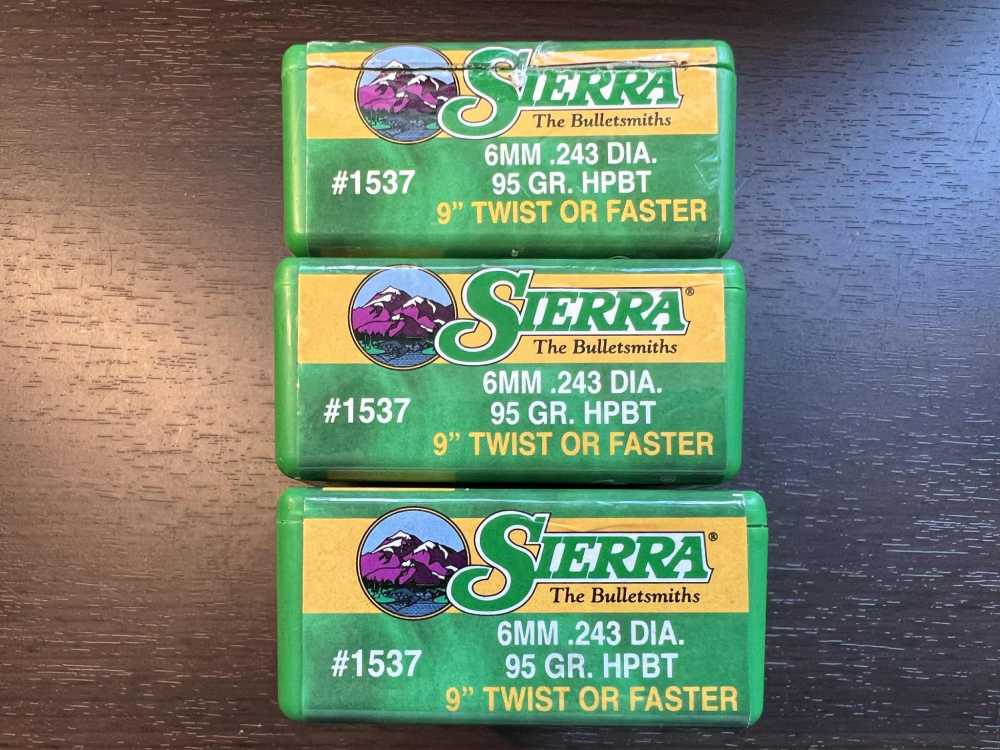 SIERRA
The Bulletsmiths
6MM .243 DIA.
#1537 95 GR. HPBT
9” TWIST OR FASTER
SIERRA®
The Bulletsmiths
6MM .243 DIA.
#1537 95 GR. HPBT
9” TWIST OR FASTER
SIERRA®
The Bulletsmiths
6MM .243 DIA.
#1537 95 GR. HPBT
9” TWIST OR FASTER